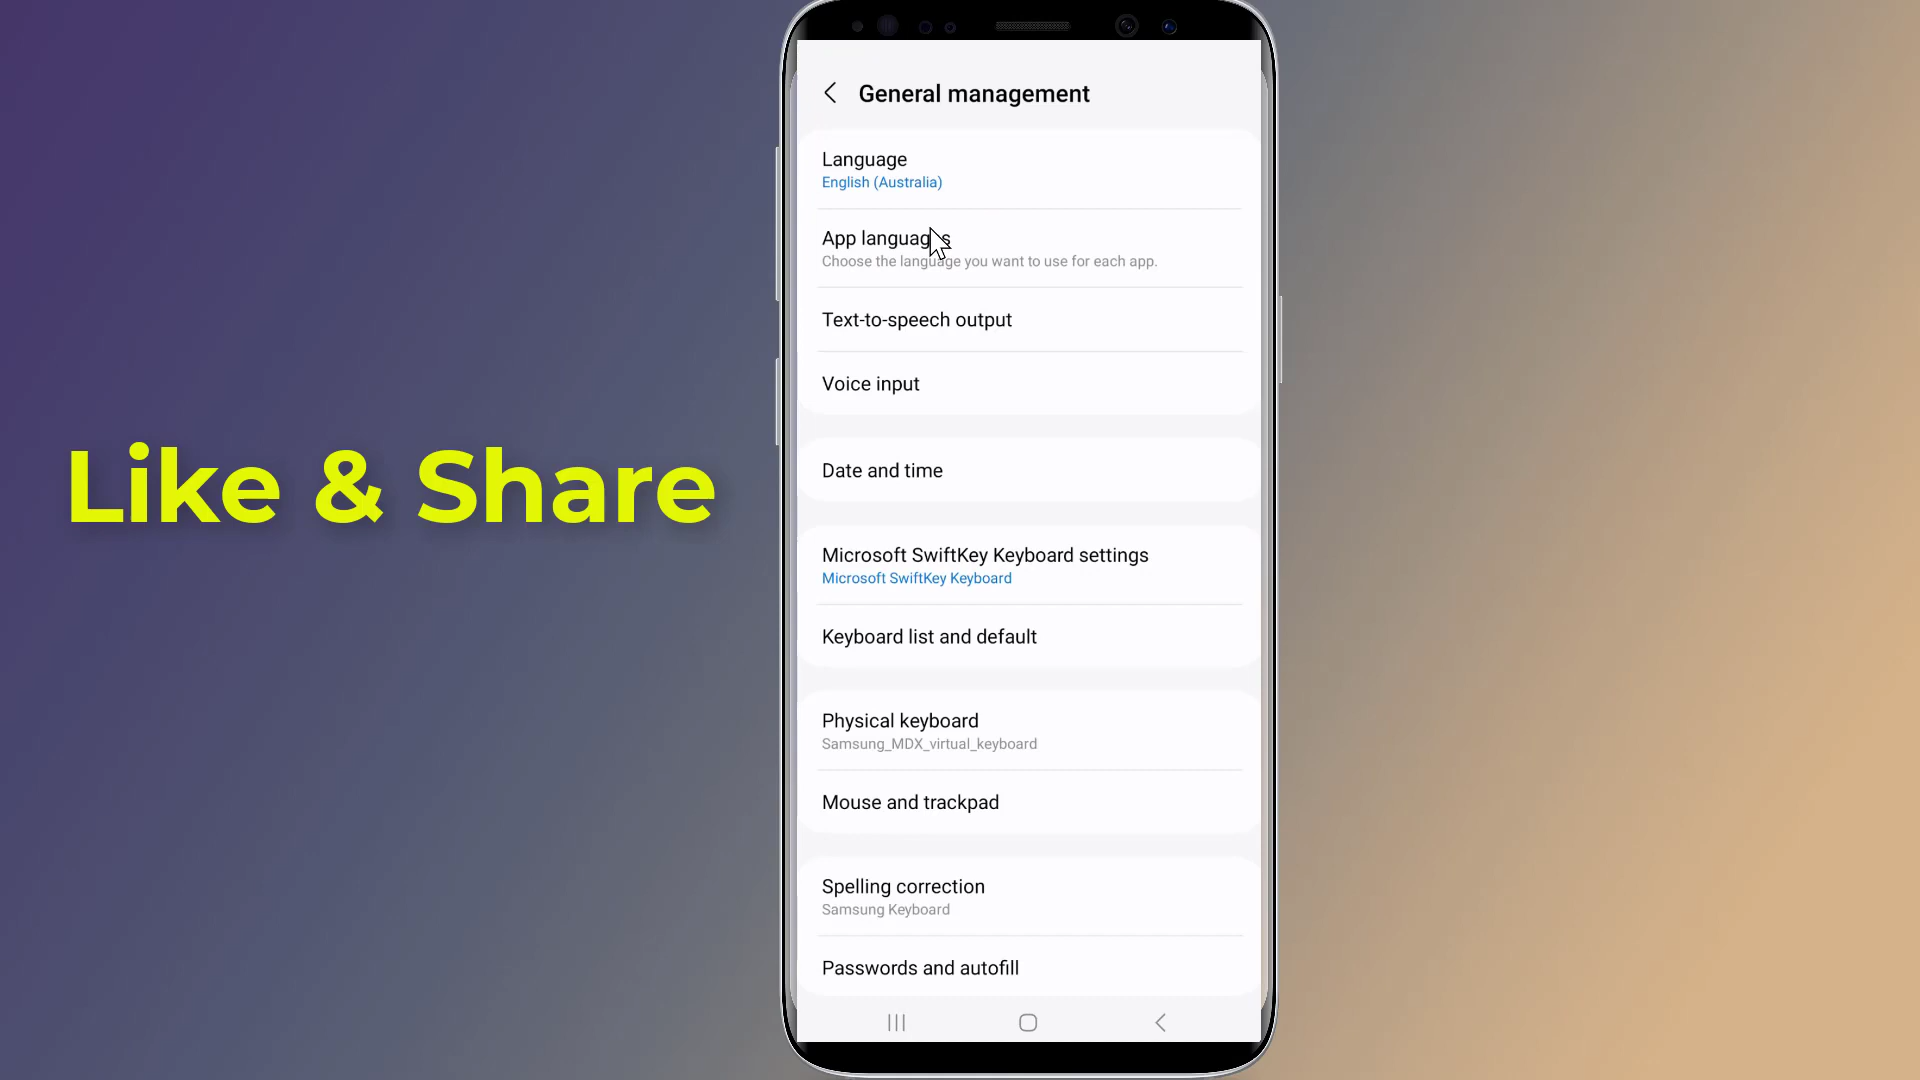 General management
Language
English (Australia)
App languages
Choose the language you want to use for each app.
Text-to-speech output
Voice input
Date and time
Like & Share
Microsoft SwiftKey Keyboard settings
Microsoft SwiftKey Keyboard
Keyboard list and default
Physical keyboard
Samsung_MDX_virtual_keyboard
Mouse and trackpad
Spelling correction
Samsung Keyboard
Passwords and autofill